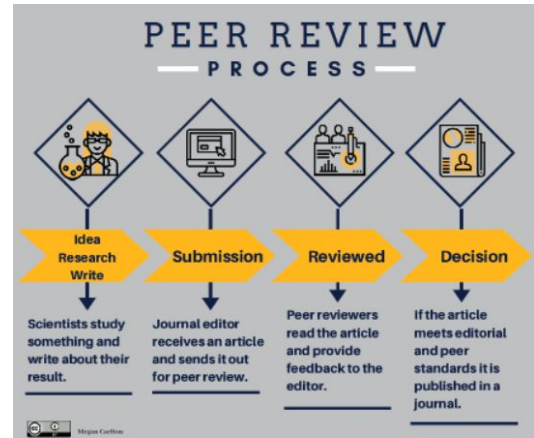 PEER REVIEW
PROCESS
Idea
Research
Write
Submission
Reviewed
Decision
Scientists study
something and
write about their
result.
Journal editor
receives an article
and sends it out
for peer review.
Peer reviewers
read the article
and provide
feedback to the
editor.
If the article
meets editorial
and peer
standards it is
published in a
journal.